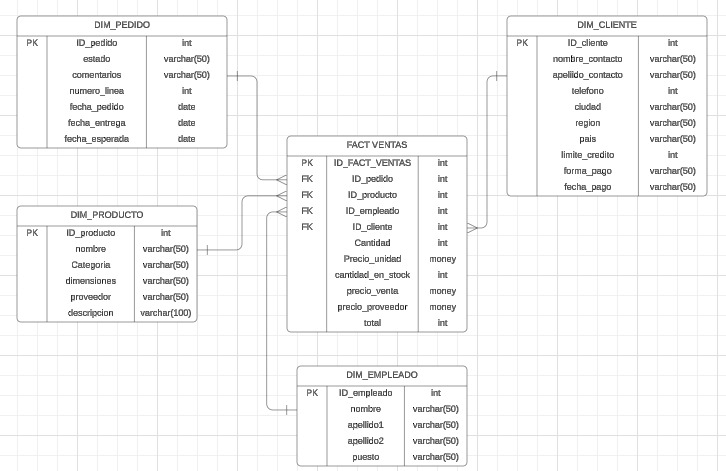 DIM_PEDIDO
PK ID_pedido int
estado varchar(50)
comentarios varchar(50)
numero_linea int
fecha_pedido date
fecha_entrega date
fecha_esperada date
DIM_CLIENTE
PK ID_cliente int
nombre_contacto varchar(50)
apellido_contacto varchar(50)
telefono int
ciudad varchar(50)
region varchar(50)
pais varchar(50)
limite_credito int
forma_pago varchar(50)
fecha_pago varchar(50)
FACT VENTAS
PK ID_FACT_VENTAS int
FK ID_pedido int
FK ID_producto int
FK ID_empleado int
FK ID_cliente int
Cantidad int
Precio_unidad money
cantidad_en_stock int
precio_venta money
precio_proveedor money
total int
DIM_PRODUCTO
PK ID_producto int
nombre varchar(50)
Categoria varchar(50)
dimensiones varchar(50)
proveedor varchar(50)
descripcion varchar(100)
DIM_EMPLEADO
PK ID_empleado int
nombre varchar(50)
apellido1 varchar(50)
apellido2 varchar(50)
puesto varchar(50)